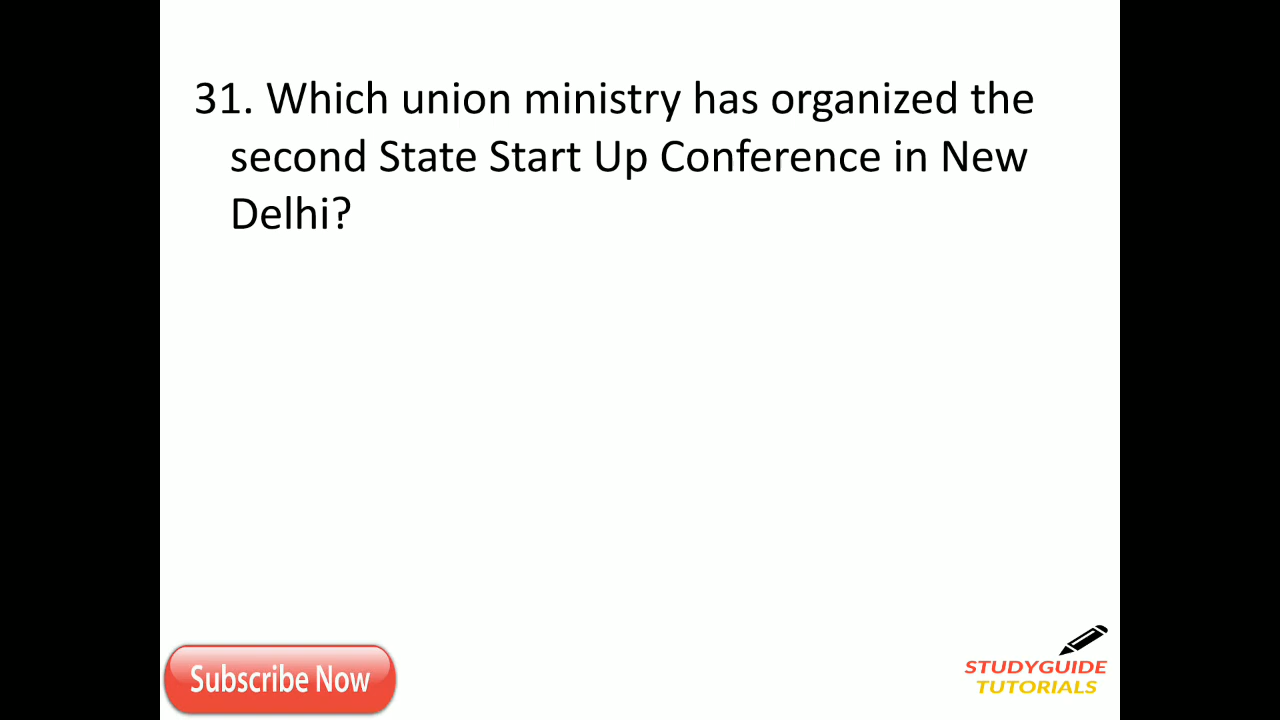 31. Which union ministry has organized the
second State Start Up Conference in New
Delhi?
Subscribe Now
STUDYGUIDE
TUTORIALS